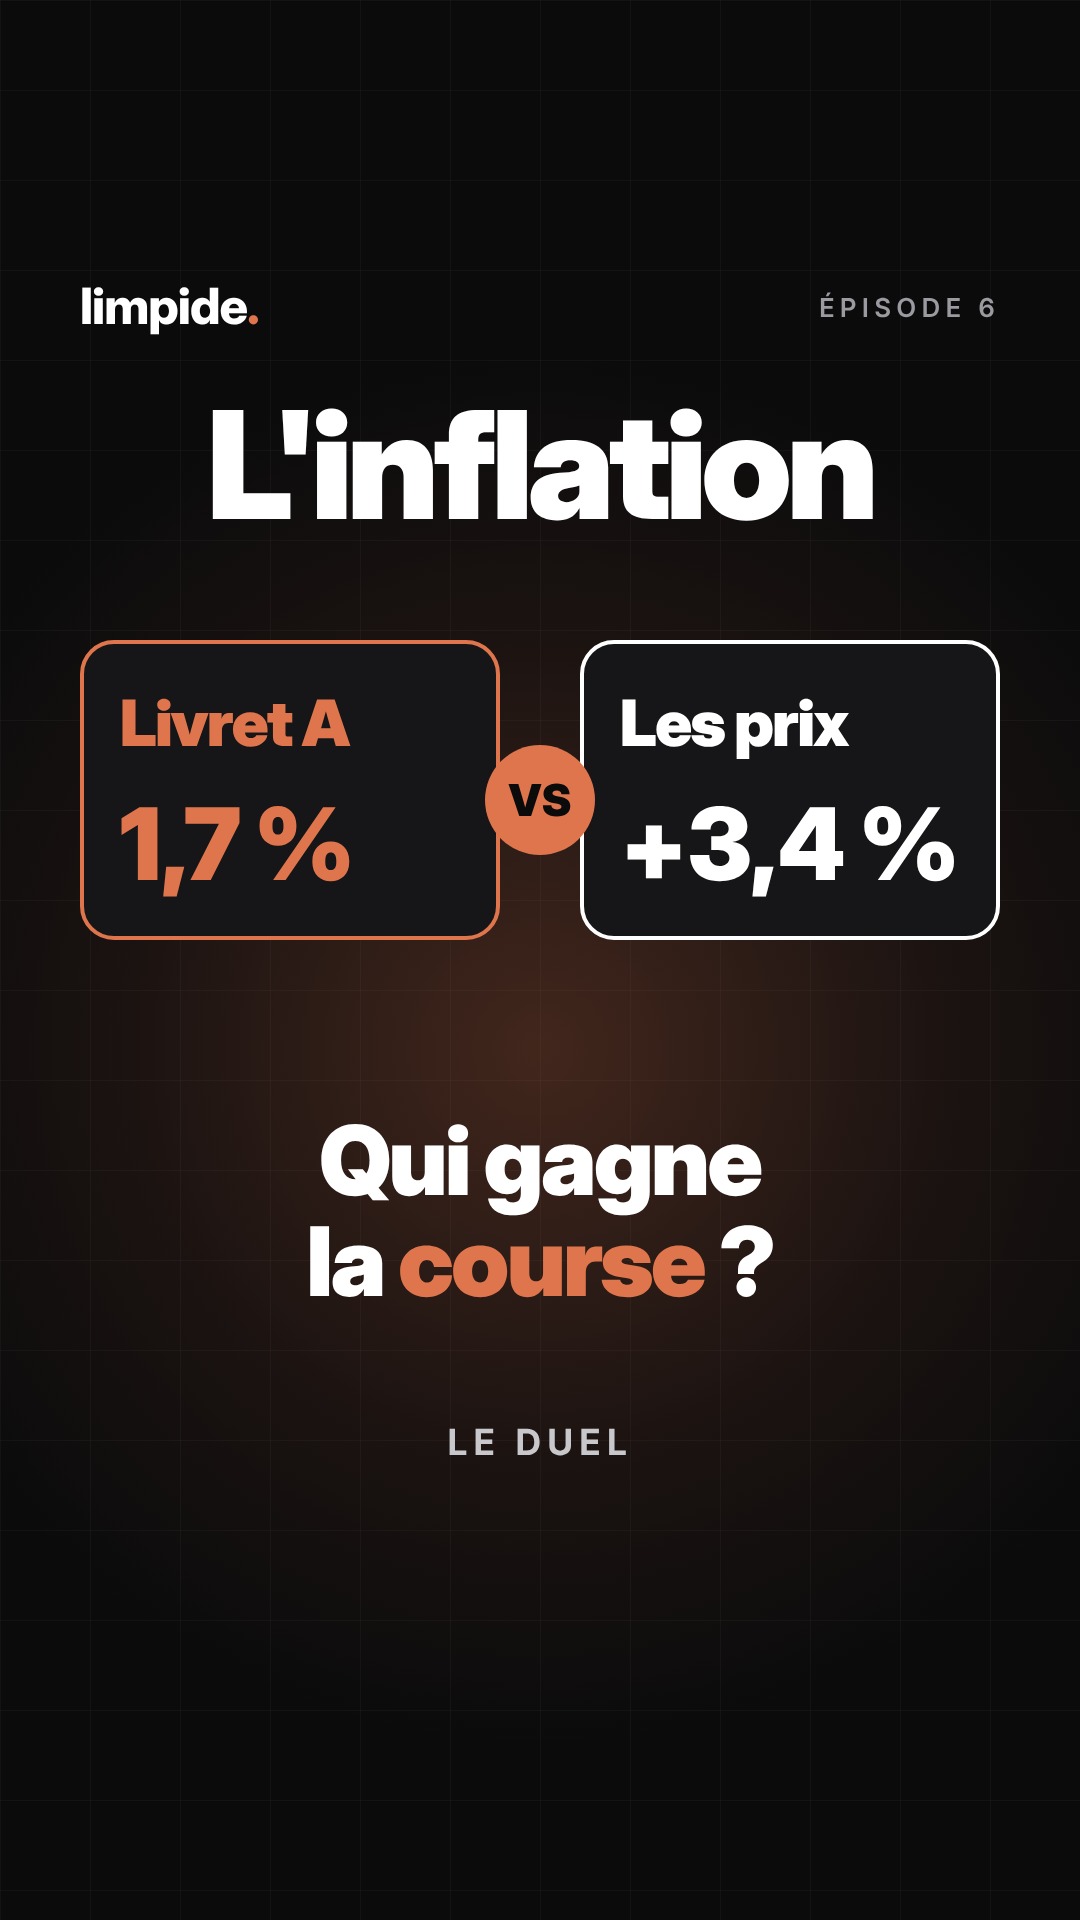 limpide.
ÉPISODE 6
L'inflation
Livret A
1,7 %
VS
Les prix
+3,4 %
Qui gagne
la course ?
LE DUEL